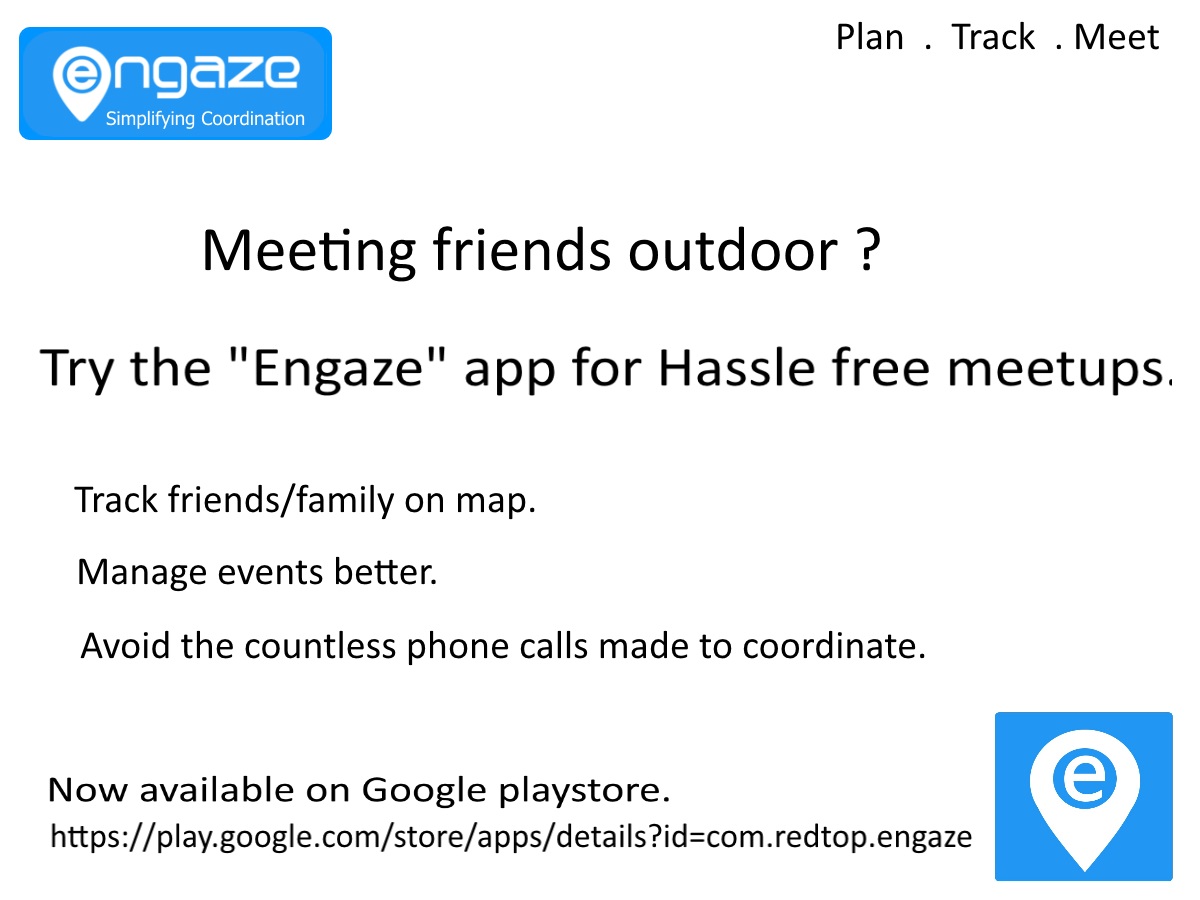 engaze
Simplifying Coordination
Plan . Track . Meet
Meeting friends outdoor ?
Try the "Engaze" app for Hassle free meetups.
Track friends/family on map.
Manage events better.
Avoid the countless phone calls made to coordinate.
Now available on Google playstore.
https://play.google.com/store/apps/details?id=com.redtop.engaze
e